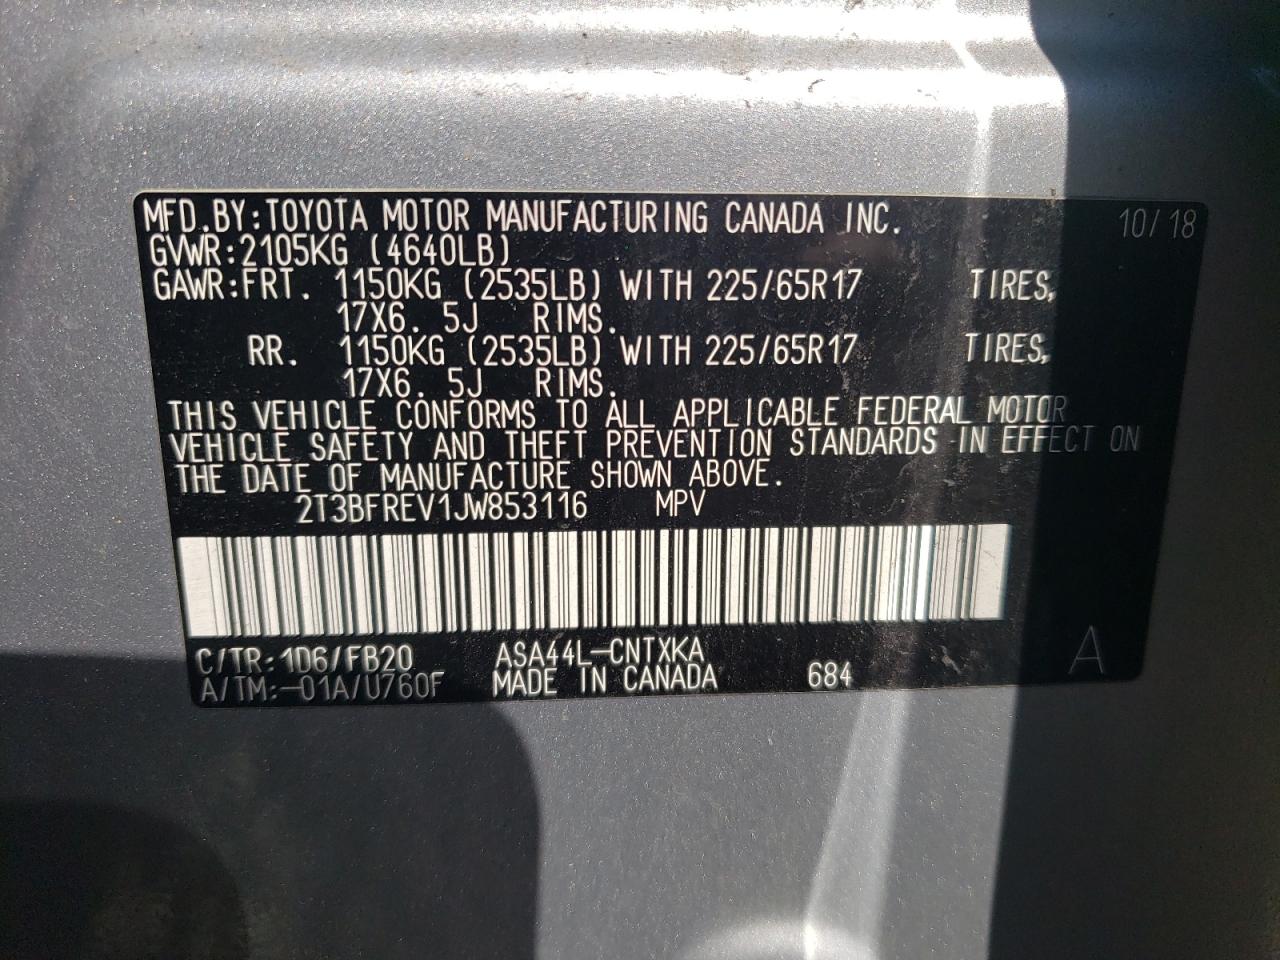 MFD.BY:TOYOTA MOTOR MANUFACTURING CANADA INC. 10/18
GVWR:2105KG (4640LB)
GAWR:FRT. 1150KG (2535LB) WITH 225/65R17 TIRES,
17X6.5J RIMS.
RR. 1150KG (2535LB) WITH 225/65R17 TIRES,
17X6.5J RIMS.
THIS VEHICLE CONFORMS TO ALL APPLICABLE FEDERAL MOTOR
VEHICLE SAFETY AND THEFT PREVENTION STANDARDS IN EFFECT ON
THE DATE OF MANUFACTURE SHOWN ABOVE.
2T3BFREV1JW853116 MPV
C/TR:1D6/FB20 ASA44L-CNTXKA
A/TM:-01A/U760F MADE IN CANADA 684 A